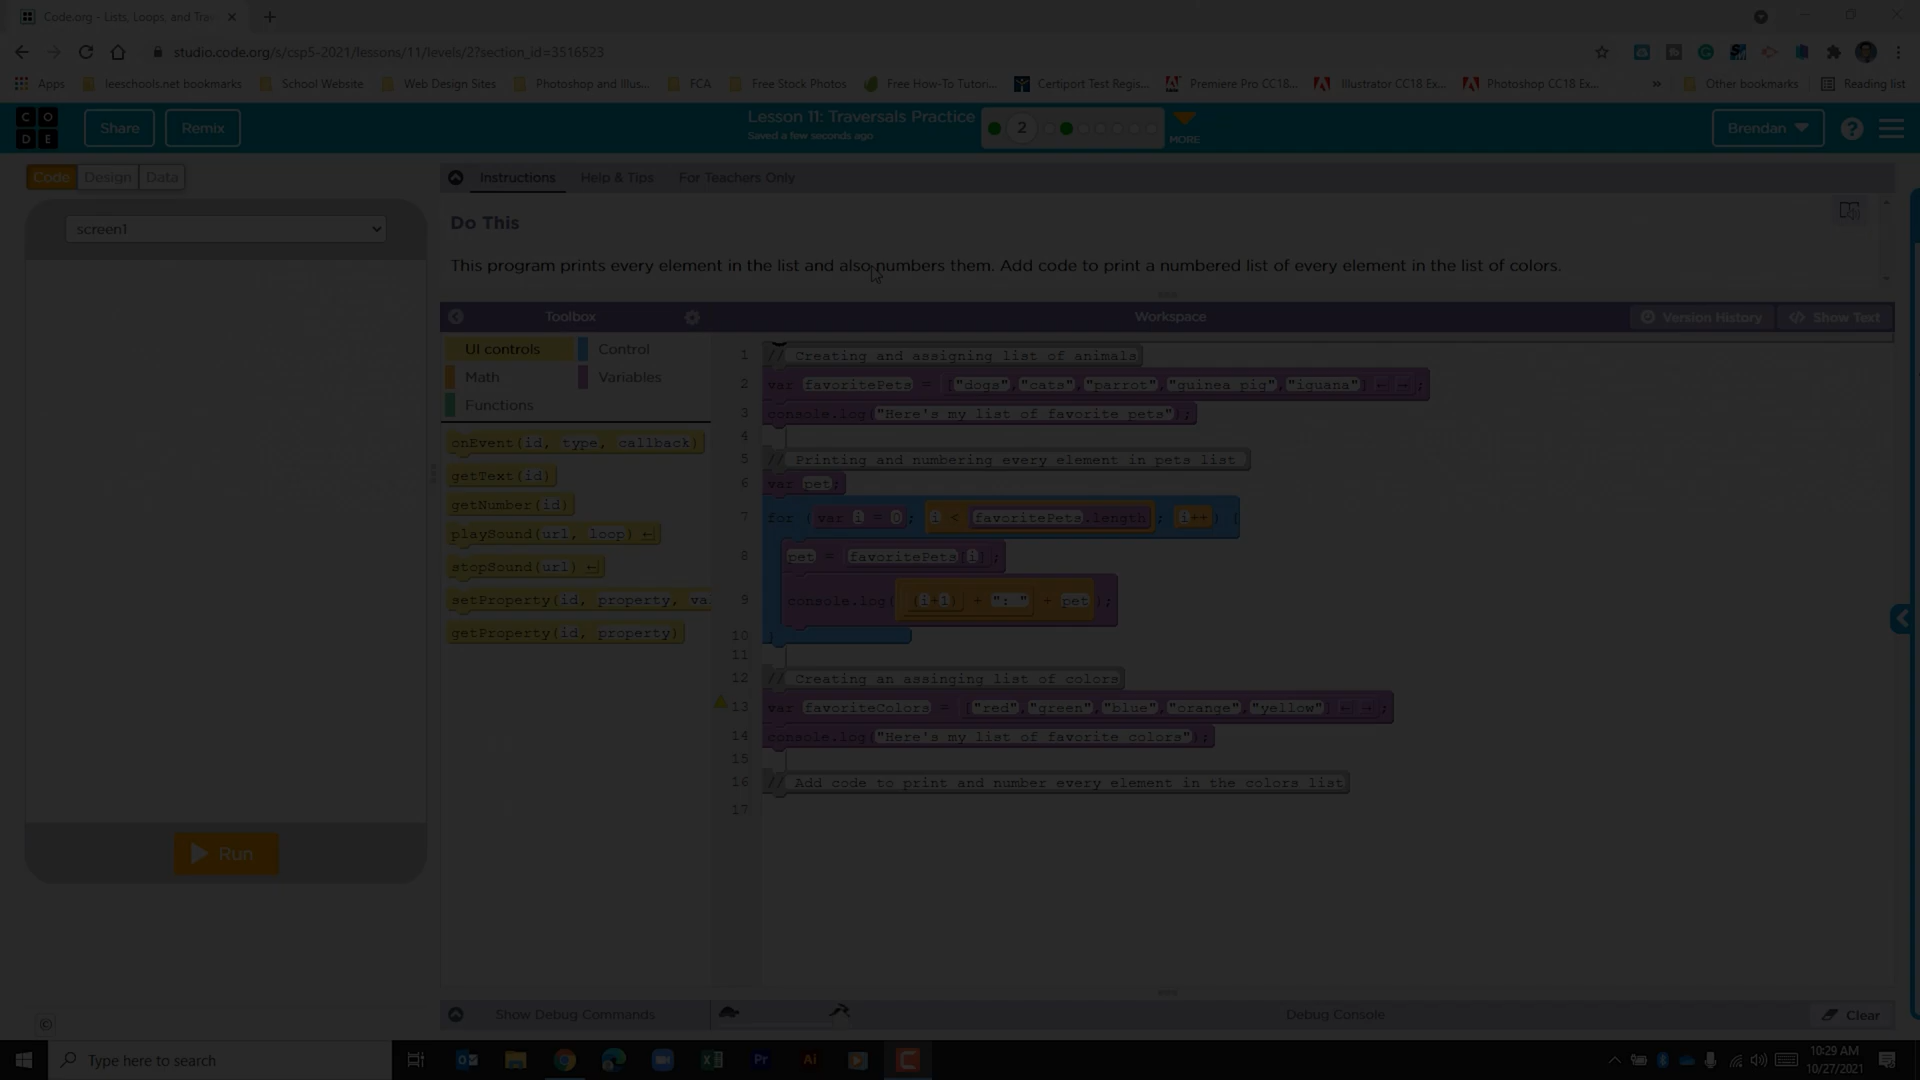 Code.org - Lists, Loops, and Tra
studio.code.org/s/csp5-2021/lessons/11/levels/2?section_id=3516523
Apps leeschools.net bookmarks School Website Web Design Sites Photoshop and Illus... FCA Free Stock Photos Free How-To Tuton... Certiport Test Regis... Premiere Pro CC18... Illustrator CC18 Ex... Photoshop CC18 Ex... » Other bookmarks Reading list
C O D E Share Remix Lesson 11: Traversals Practice 2 MORE Brendan ?
Saved a few seconds ago
Code Design Data Instructions Help & Tips For Teachers Only
screen1
Do This
This program prints every element in the list and also numbers them. Add code to print a numbered list of every element in the list of colors.
Toolbox Workspace Version History Show Text
UI controls Control
Math Variables
Functions
onEvent(id, type, callback)
getText(id)
getNumber(id)
playSound(url, loop)
stopSound(url)
setProperty(id, property, va
getProperty(id, property)
1 // Creating and assigning list of animals
2 var favoritePets = ["dogs","cats","parrot","guinea pig","iguana"];
3 console.log("Here's my list of favorite pets");
4
5 // Printing and numbering every element in pets list
6 var pet;
7 for (var i = 0; i < favoritePets.length; i++) {
8 pet = favoritePets[i];
9 console.log((i+1) + ": " + pet);
10 }
11
12 // Creating an assinging list of colors
13 var favoriteColors = ["red","green","blue","orange","yellow"];
14 console.log("Here's my list of favorite colors");
15
16 // Add code to print and number every element in the colors list
17
Run
Show Debug Commands Debug Console Clear
Type here to search
Pr Ai
10:29 AM
10/27/2021